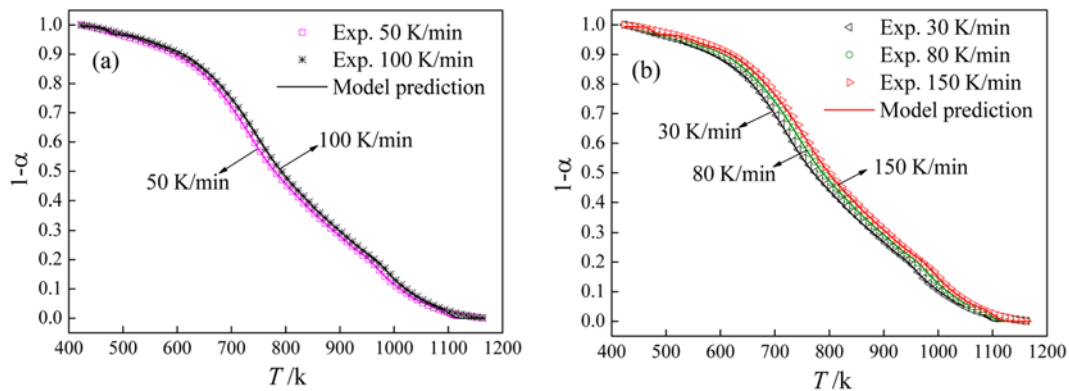 (a)
Exp. 50 K/min
Exp. 100 K/min
Model prediction
100 K/min
50 K/min
1-α
1.0
0.9
0.8
0.7
0.6
0.5
0.4
0.3
0.2
0.1
0.0
400 500 600 700 800 900 1000 1100 1200
T /k
(b)
Exp. 30 K/min
Exp. 80 K/min
Exp. 150 K/min
Model prediction
30 K/min
80 K/min
150 K/min
1-α
1.0
0.9
0.8
0.7
0.6
0.5
0.4
0.3
0.2
0.1
0.0
400 500 600 700 800 900 1000 1100 1200
T /k